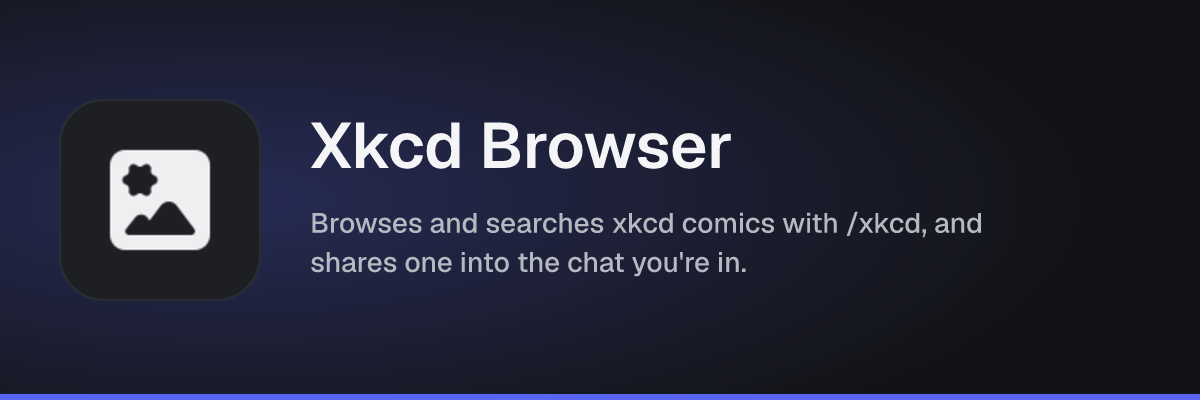 Xkcd Browser
Browses and searches xkcd comics with /xkcd, and
shares one into the chat you're in.